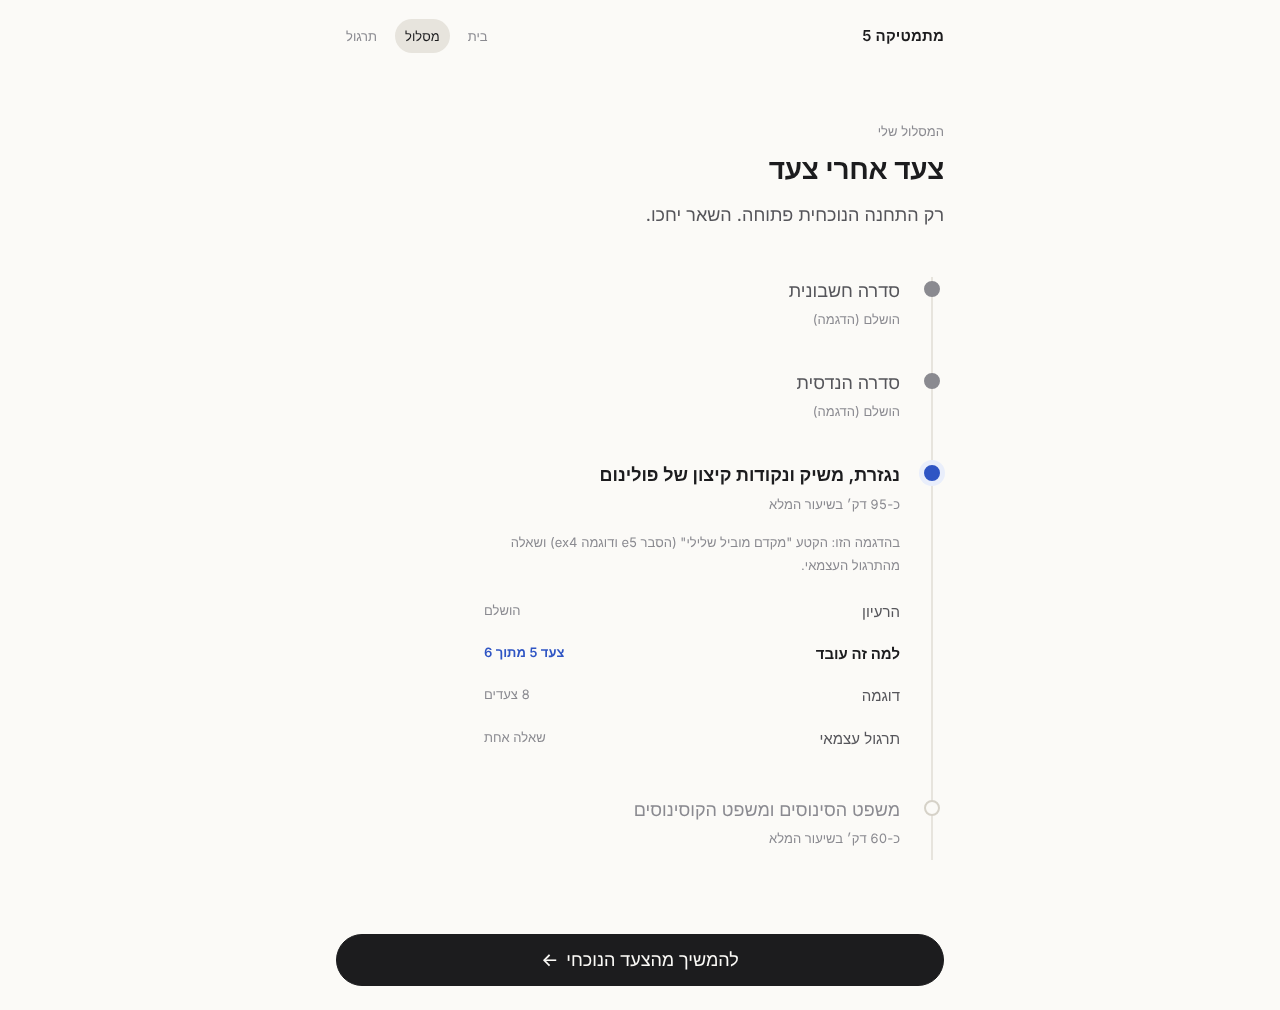 מתמטיקה 5
בית
מסלול
תרגול
המסלול שלי
צעד אחרי צעד
רק התחנה הנוכחית פתוחה. השאר יחכו.
סדרה חשבונית
הושלם (הדגמה)
סדרה הנדסית
הושלם (הדגמה)
נגזרת, משיק ונקודות קיצון של פולינום
כ-95 דק׳ בשיעור המלא
בהדגמה הזו: הקטע "מקדם מוביל שלילי" (הסבר e5 ודוגמה ex4) ושאלה
מהתרגול העצמאי.
הרעיון הושלם
למה זה עובד צעד 5 מתוך 6
דוגמה 8 צעדים
תרגול עצמאי שאלה אחת
משפט הסינוסים ומשפט הקוסינוסים
כ-60 דק׳ בשיעור המלא
להמשיך מהצעד הנוכחי ←